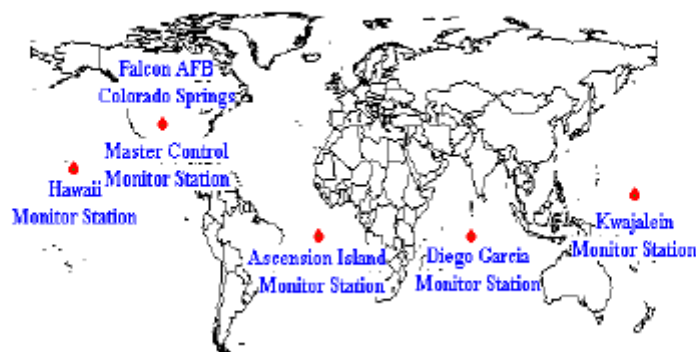 Falcon AFB
Colorado Springs
Master Control
Monitor Station
Hawaii
Monitor Station
Ascension Island
Monitor Station
Diego Garcia
Monitor Station
Kwajalein
Monitor Station